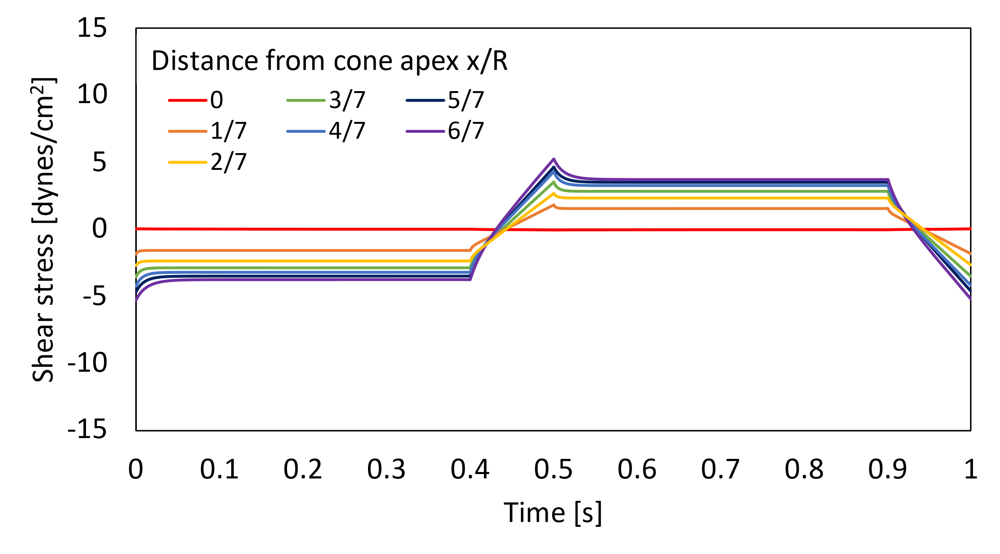 15
10
5
0
-5
-10
-15
Shear stress [dynes/cm²]
Distance from cone apex x/R
0 3/7 5/7
1/7 4/7 6/7
2/7
0 0.1 0.2 0.3 0.4 0.5 0.6 0.7 0.8 0.9 1
Time [s]